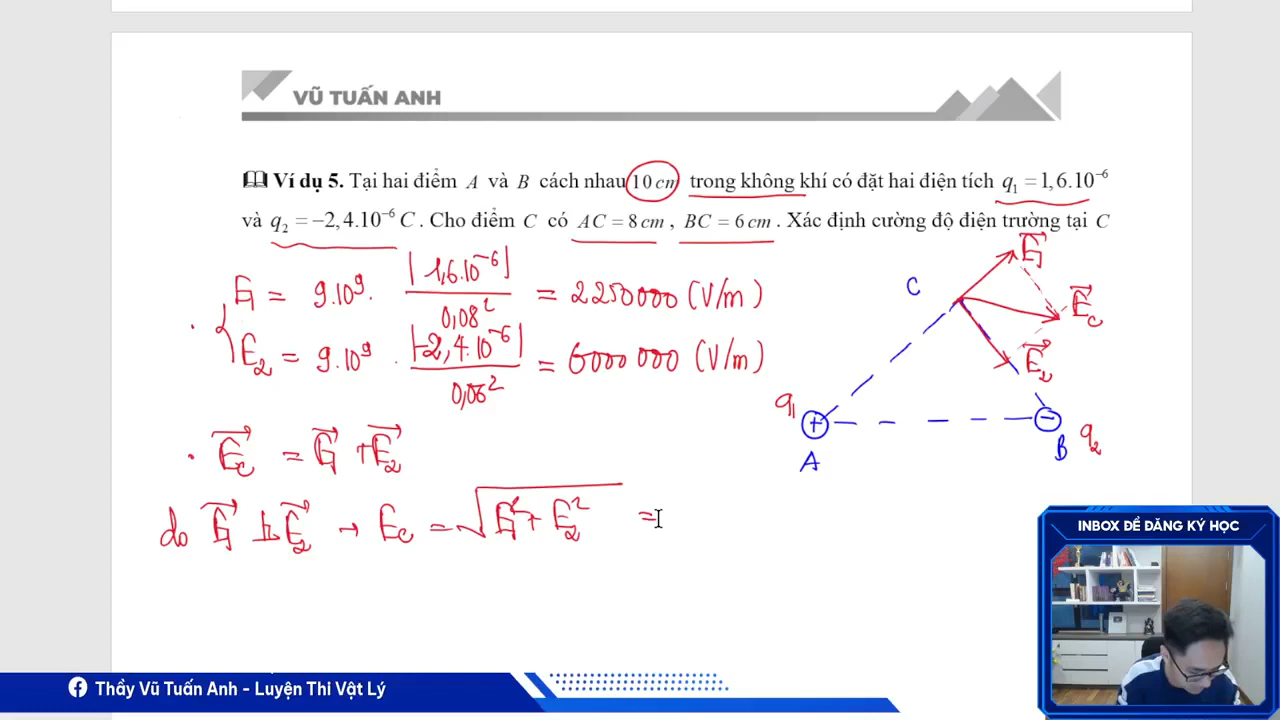 VŨ TUẤN ANH
Ví dụ 5. Tại hai điểm A và B cách nhau 10 cm trong không khí có đặt hai điện tích q₁ = 1,6.10⁻⁶
và q₂ = −2,4.10⁻⁶ C. Cho điểm C có AC = 8 cm, BC = 6 cm. Xác định cường độ điện trường tại C
E₁ = 9.10⁹. |1,6.10⁻⁶| / 0,08² = 2250000 (V/m)
E₂ = 9.10⁹. |-2,4.10⁻⁶| / 0,06² = 6000000 (V/m)
E⃗c = E⃗₁ + E⃗₂
do E⃗₁ ⊥ E⃗₂ → Ec = √(E₁² + E₂²) =
E⃗₁
C
E⃗c
E⃗₂
q₁
+
−
q₂
A
B
INBOX ĐỂ ĐĂNG KÝ HỌC
Thầy Vũ Tuấn Anh - Luyện Thi Vật Lý